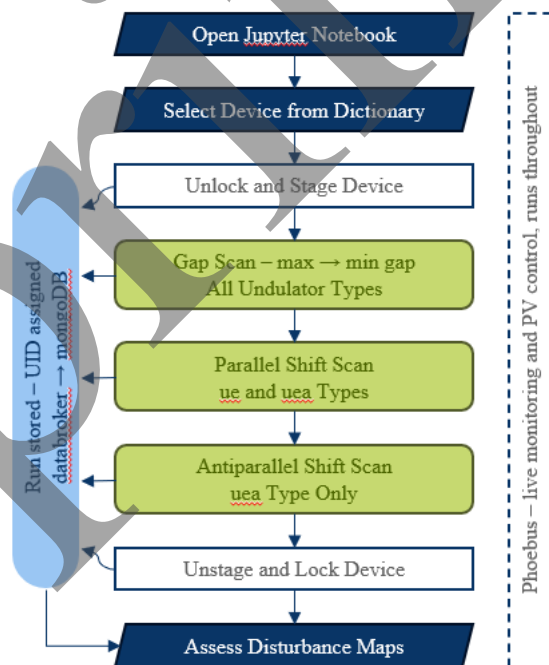 Open Jupyter Notebook
Select Device from Dictionary
Unlock and Stage Device
Gap Scan – max → min gap
All Undulator Types
Parallel Shift Scan
ue and uea Types
Antiparallel Shift Scan
uea Type Only
Unstage and Lock Device
Assess Disturbance Maps
Run stored – UID assigned
databroker → mongoDB
Phoebus – live monitoring and PV control, runs throughout